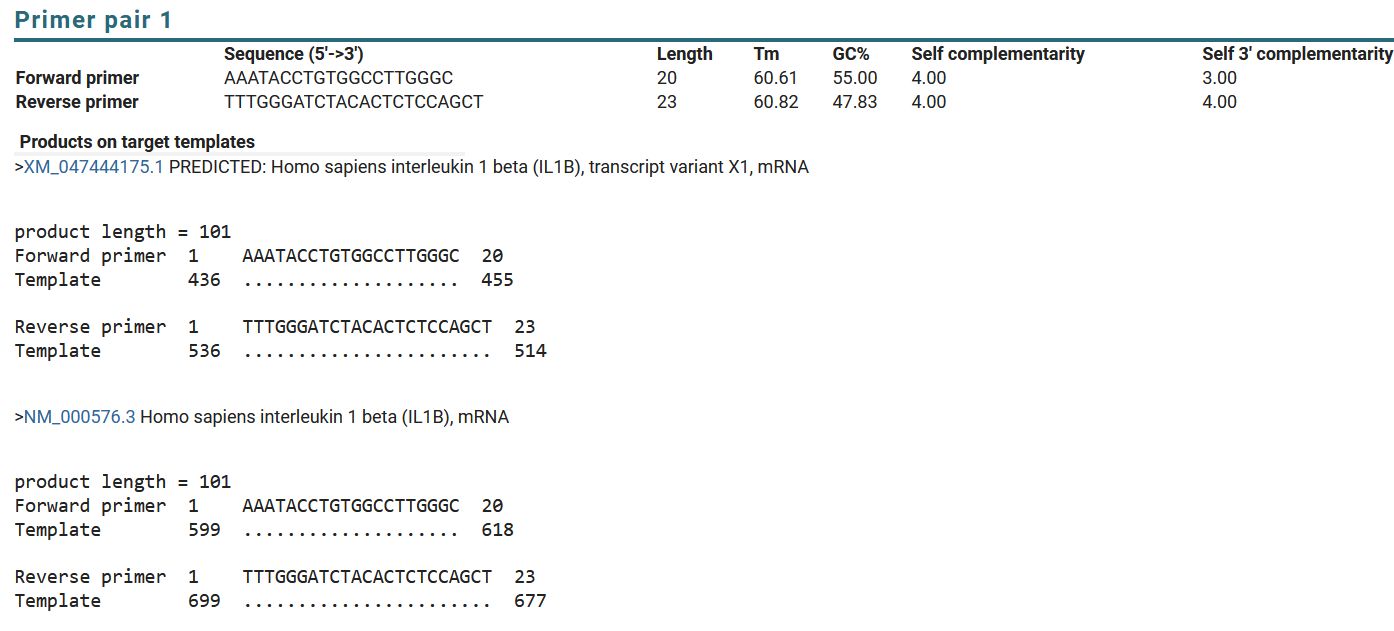 Primer pair 1
Sequence (5'->3') Length Tm GC% Self complementarity Self 3' complementarity
Forward primer AAATACCTGTGGCCTTGGGC 20 60.61 55.00 4.00 3.00
Reverse primer TTTGGGATCTACACTCTCCAGCT 23 60.82 47.83 4.00 4.00
Products on target templates
>XM_047444175.1 PREDICTED: Homo sapiens interleukin 1 beta (IL1B), transcript variant X1, mRNA
product length = 101
Forward primer 1 AAATACCTGTGGCCTTGGGC 20
Template 436 .................... 455
Reverse primer 1 TTTGGGATCTACACTCTCCAGCT 23
Template 536 ....................... 514
>NM_000576.3 Homo sapiens interleukin 1 beta (IL1B), mRNA
product length = 101
Forward primer 1 AAATACCTGTGGCCTTGGGC 20
Template 599 .................... 618
Reverse primer 1 TTTGGGATCTACACTCTCCAGCT 23
Template 699 ....................... 677